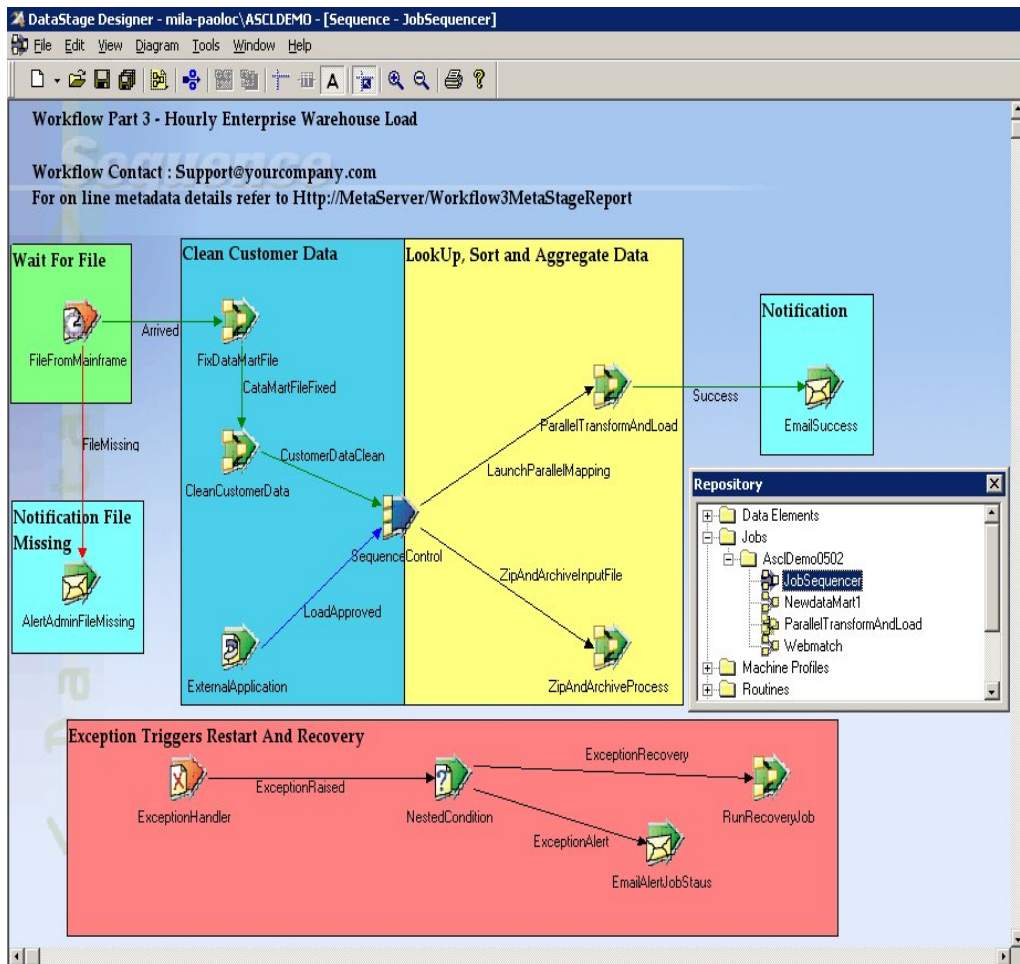 DataStage Designer - mila-paoloc\ASCLDEMO - [Sequence - JobSequencer]
File Edit View Diagram Tools Window Help
A
Workflow Part 3 - Hourly Enterprise Warehouse Load
Sequence
Workflow Contact : Support@yourcompany.com
For on line metadata details refer to Http://MetaServer/Workflow3MetaStageReport
Wait For File
FileFromMainframe
Arrived
FileMissing
Notification File
Missing
AlertAdminFileMissing
Clean Customer Data
FixDataMartFile
CataMartFileFixed
CleanCustomerData
CustomerDataClean
SequenceControl
LoadApproved
ExternalApplication
LookUp, Sort and Aggregate Data
ParallelTransformAndLoad
LaunchParallelMapping
ZipAndArchiveInputFile
ZipAndArchiveProcess
Success
Notification
EmailSuccess
Repository
Data Elements
Jobs
AsclDemo0502
JobSequencer
NewdataMart1
ParallelTransformAndLoad
Webmatch
Machine Profiles
Routines
Exception Triggers Restart And Recovery
ExceptionHandler
ExceptionRaised
NestedCondition
ExceptionRecovery
RunRecoveryJob
ExceptionAlert
EmailAlertJobStaus